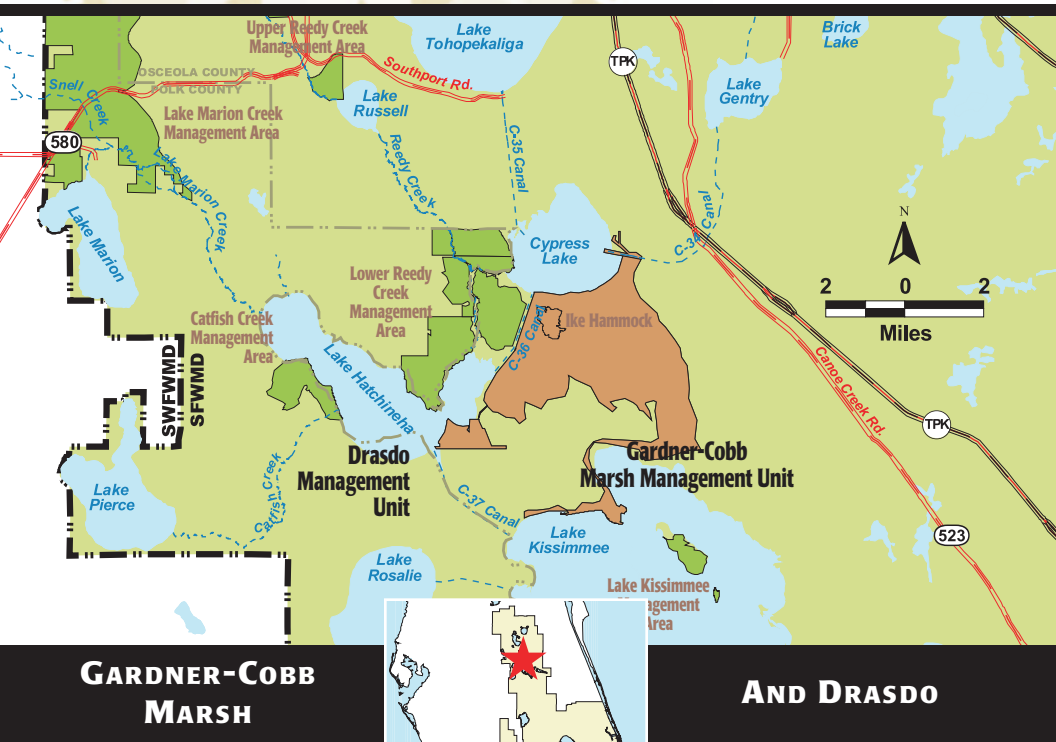 Upper Reedy Creek
Management Area
Lake
Tohopekaliga
Brick
Lake
TPK
OSCEOLA COUNTY
POLK COUNTY
Southport Rd.
Snell Creek
Lake
Gentry
Lake
Russell
Lake Marion Creek
Management Area
580
C-35 Canal
Reedy Creek
Lake Marion Creek
Lake Marion
C-34 Canal
Cypress
Lake
N
2 0 2
Miles
Lower Reedy
Creek
Management
Area
Catfish Creek
Management
Area
Ike Hammock
C-36 Canal
SWFWMD
SFWMD
Lake Hatchineha
Canoe Creek Rd.
TPK
Drasdo
Management
Unit
Gardner-Cobb
Marsh Management Unit
Lake
Pierce
Catfish Creek
C-37 Canal
Lake
Kissimmee
523
Lake
Rosalie
Lake Kissimmee
agement
Area
GARDNER-COBB
MARSH
AND DRASDO